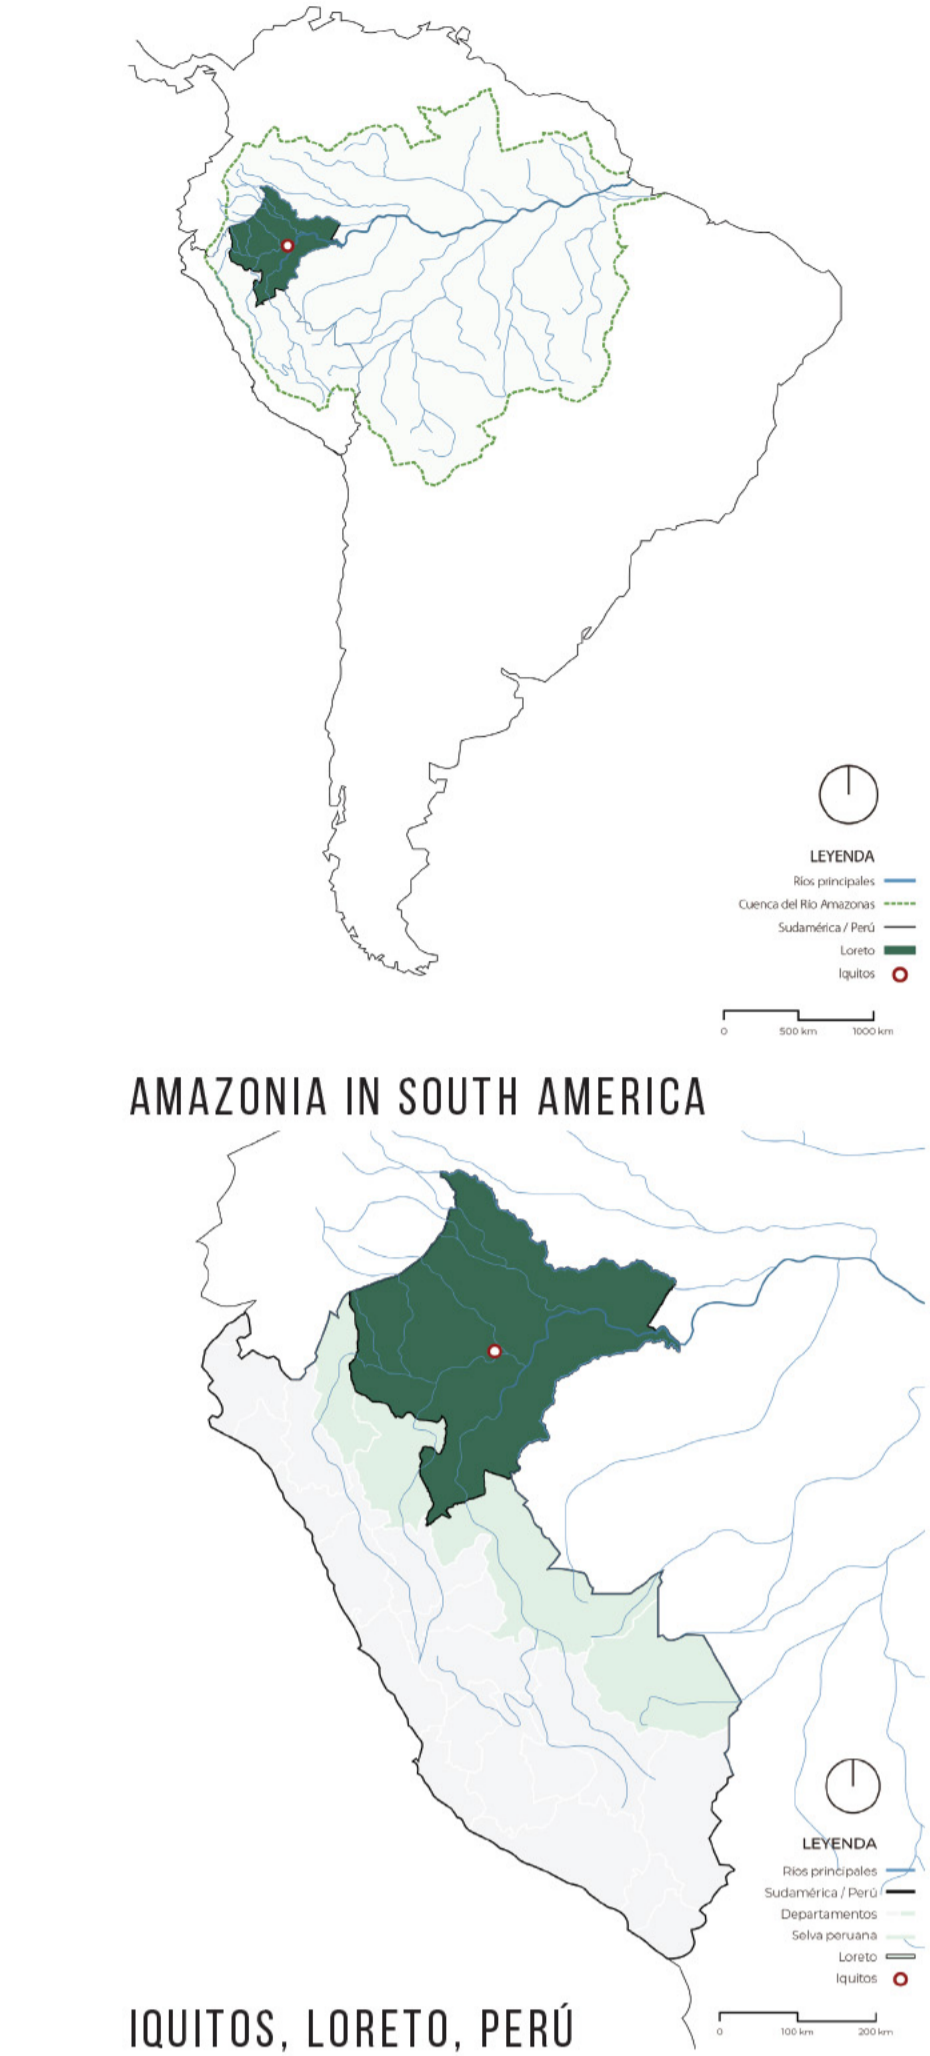 LEYENDA
Ríos principales
Cuenca del Río Amazonas
Sudamérica / Perú
Loreto
Iquitos
0 500 km 1000 km
AMAZONIA IN SOUTH AMERICA
LEYENDA
Ríos principales
Sudamérica / Perú
Departamentos
Selva peruana
Loreto
Iquitos
0 100 km 200 km
IQUITOS, LORETO, PERÚ